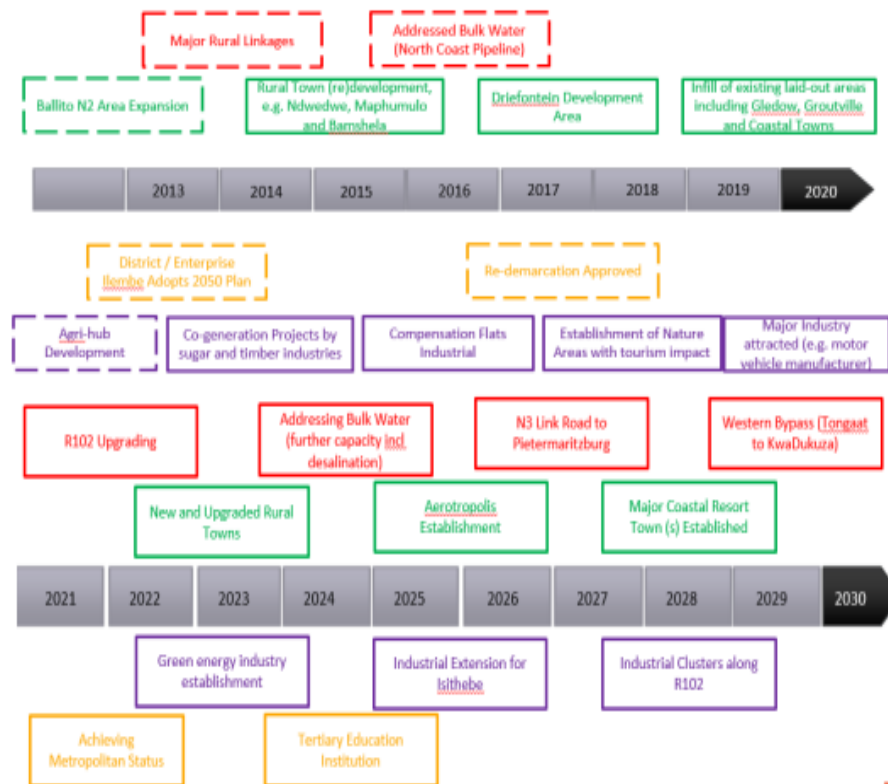 Major Rural Linkages
Addressed Bulk Water
(North Coast Pipeline)
Ballito N2 Area Expansion
Rural Town (re)development,
e.g. Ndwedwe, Maphumulo
and Bamshela
Driefontein Development
Area
Infill of existing laid-out areas
including Gledow, Groutville
and Coastal Towns
2013
2014
2015
2016
2017
2018
2019
2020
District / Enterprise
Ilembe Adopts 2050 Plan
Re-demarcation Approved
Agri-hub
Development
Co-generation Projects by
sugar and timber industries
Compensation Flats
Industrial
Establishment of Nature
Areas with tourism impact
Major Industry
attracted (e.g. motor
vehicle manufacturer)
R102 Upgrading
Addressing Bulk Water
(further capacity incl
desalination)
N3 Link Road to
Pietermaritzburg
Western Bypass (Tongaat
to KwaDukuza)
New and Upgraded Rural
Towns
Aerotropolis
Establishment
Major Coastal Resort
Town (s) Established
2021
2022
2023
2024
2025
2026
2027
2028
2029
2030
Green energy industry
establishment
Industrial Extension for
Isithebe
Industrial Clusters along
R102
Achieving
Metropolitan Status
Tertiary Education
Institution